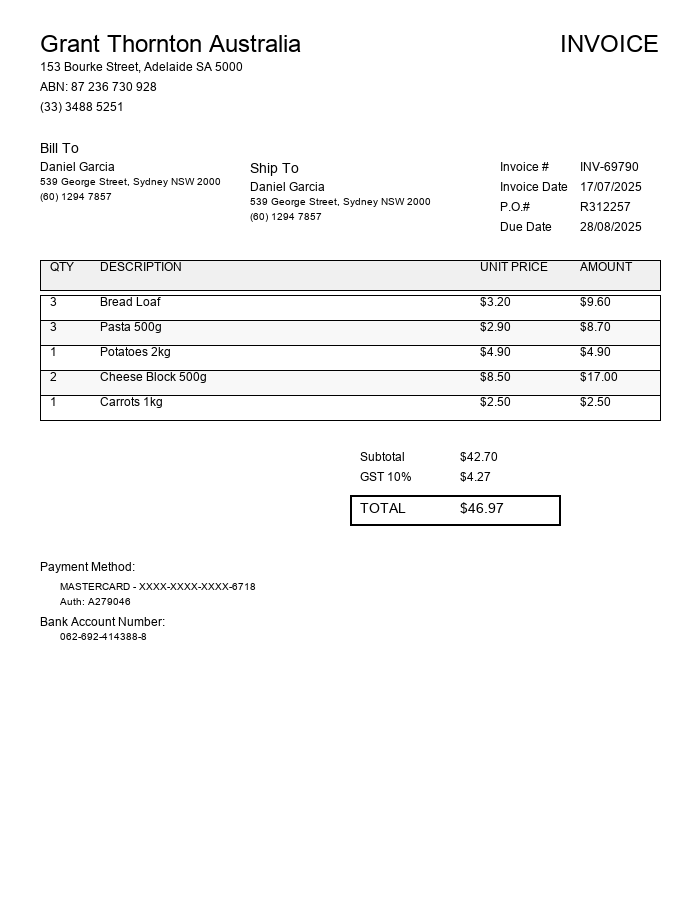 Grant Thornton Australia INVOICE
153 Bourke Street, Adelaide SA 5000
ABN: 87 236 730 928
(33) 3488 5251
Bill To
Daniel Garcia
539 George Street, Sydney NSW 2000
(60) 1294 7857
Ship To
Daniel Garcia
539 George Street, Sydney NSW 2000
(60) 1294 7857
Invoice # INV-69790
Invoice Date 17/07/2025
P.O.# R312257
Due Date 28/08/2025
QTY DESCRIPTION UNIT PRICE AMOUNT
3 Bread Loaf $3.20 $9.60
3 Pasta 500g $2.90 $8.70
1 Potatoes 2kg $4.90 $4.90
2 Cheese Block 500g $8.50 $17.00
1 Carrots 1kg $2.50 $2.50
Subtotal $42.70
GST 10% $4.27
TOTAL $46.97
Payment Method:
MASTERCARD - XXXX-XXXX-XXXX-6718
Auth: A279046
Bank Account Number:
062-692-414388-8